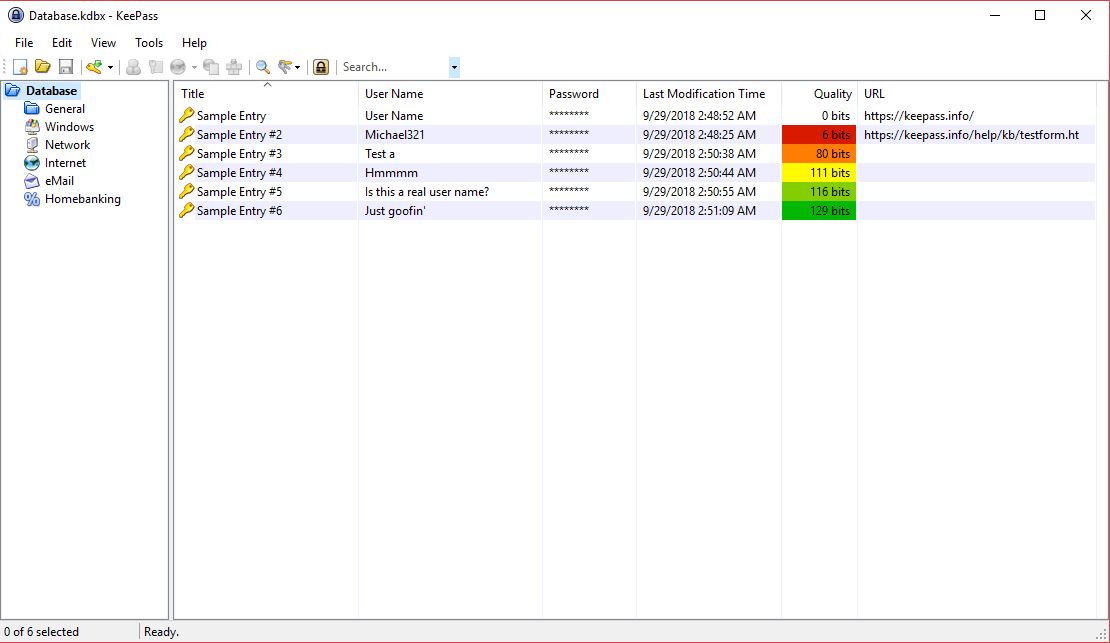 Database.kdbx - KeePass
File Edit View Tools Help
Search...
Database
General
Windows
Network
Internet
eMail
Homebanking
Title User Name Password Last Modification Time Quality URL
Sample Entry User Name ******** 9/29/2018 2:48:52 AM 0 bits https://keepass.info/
Sample Entry #2 Michael321 ******** 9/29/2018 2:48:25 AM 6 bits https://keepass.info/help/kb/testform.ht
Sample Entry #3 Test a ******** 9/29/2018 2:50:38 AM 80 bits
Sample Entry #4 Hmmmm ******** 9/29/2018 2:50:44 AM 111 bits
Sample Entry #5 Is this a real user name? ******** 9/29/2018 2:50:55 AM 116 bits
Sample Entry #6 Just goofin' ******** 9/29/2018 2:51:09 AM 129 bits
0 of 6 selected Ready.